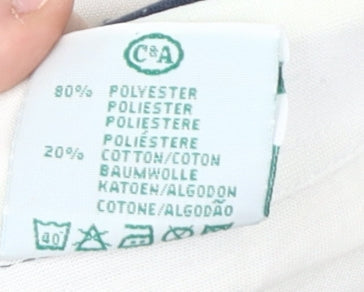 C&A
80% POLYESTER
POLIESTER
POLIESTERE
POLIÉSTERE
20% COTTON/COTON
BAUMWOLLE
KATOEN/ALGODON
COTONE/ALGODÃO
40°